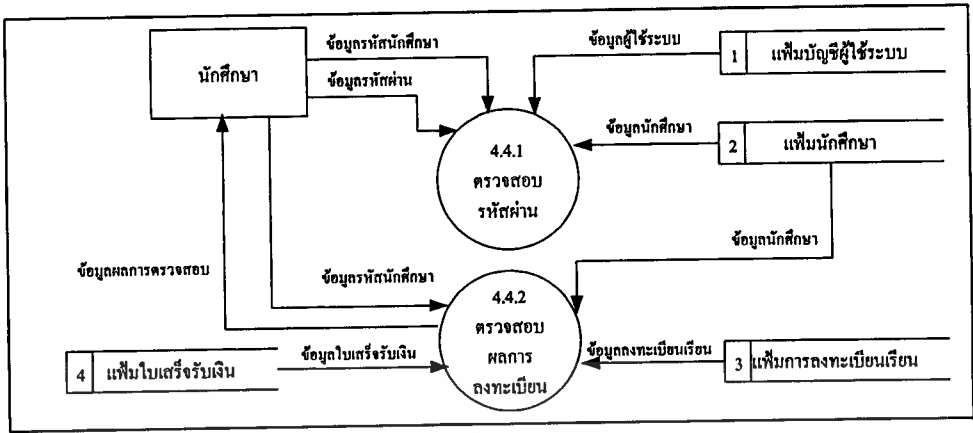 ข้อมูลรหัสนักศึกษา
ข้อมูลผู้ใช้ระบบ
1 แฟ้มบัญชีผู้ใช้ระบบ
นักศึกษา
ข้อมูลรหัสผ่าน
ข้อมูลนักศึกษา
2 แฟ้มนักศึกษา
4.4.1
ตรวจสอบ
รหัสผ่าน
ข้อมูลนักศึกษา
ข้อมูลผลการตรวจสอบ
ข้อมูลรหัสนักศึกษา
4.4.2
ตรวจสอบ
ผลการ
ลงทะเบียน
ข้อมูลใบเสร็จรับเงิน
ข้อมูลลงทะเบียนเรียน
4 แฟ้มใบเสร็จรับเงิน
3 แฟ้มการลงทะเบียนเรียน